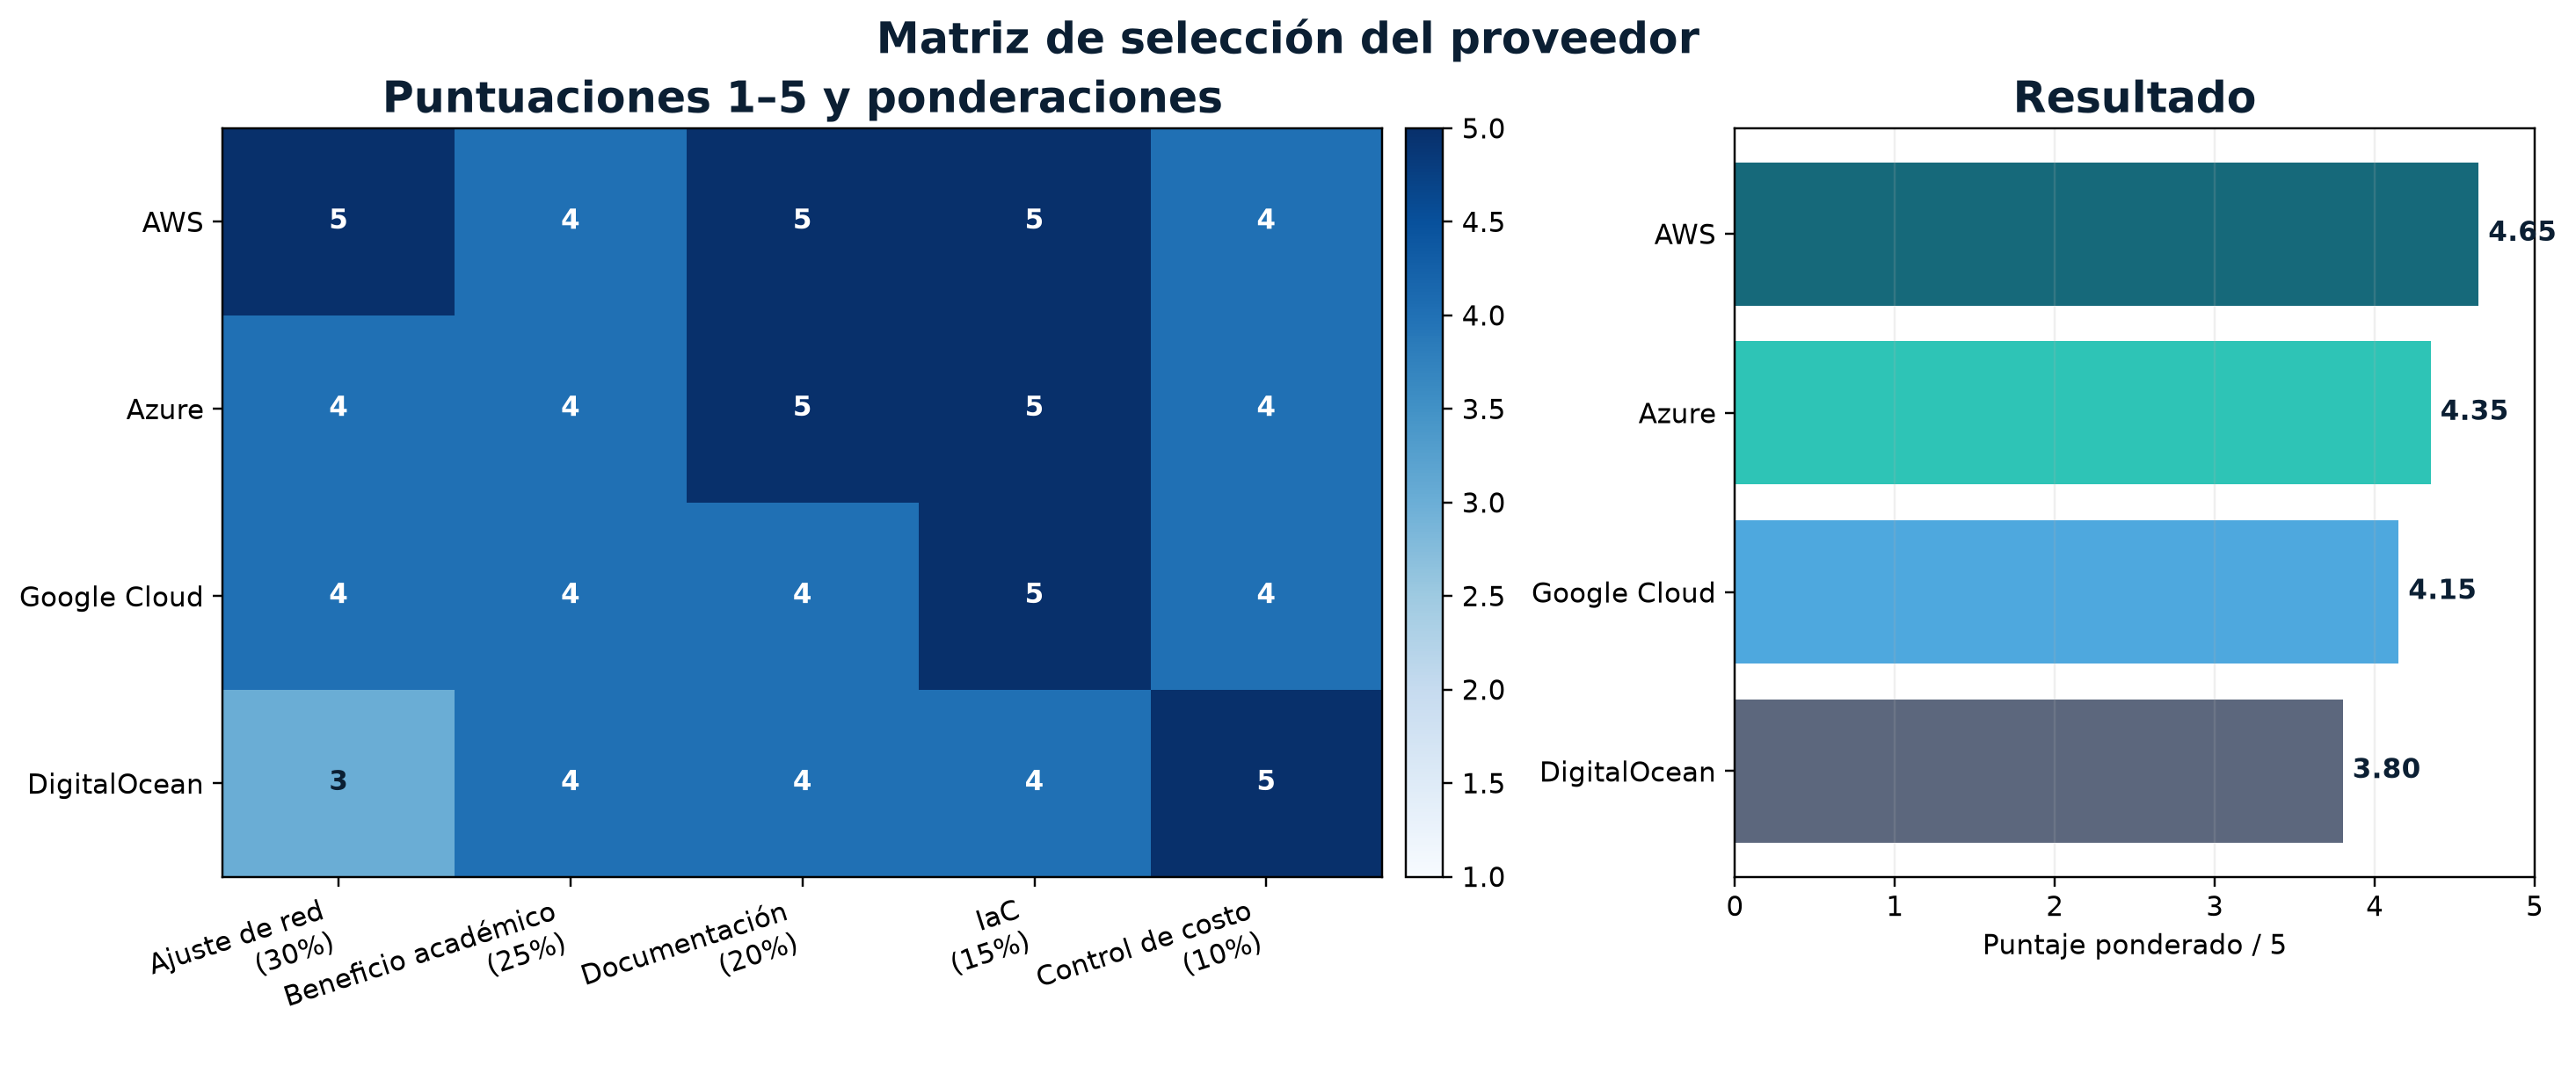 Matriz de selección del proveedor
Puntuaciones 1–5 y ponderaciones
AWS
5
4
5
5
4
Azure
4
4
5
5
4
Google Cloud
4
4
4
5
4
DigitalOcean
3
4
4
4
5
Ajuste de red
(30%)
Beneficio académico
(25%)
Documentación
(20%)
IaC
(15%)
Control de costo
(10%)
5.0
4.5
4.0
3.5
3.0
2.5
2.0
1.5
1.0
Resultado
AWS
4.65
Azure
4.35
Google Cloud
4.15
DigitalOcean
3.80
0
1
2
3
4
5
Puntaje ponderado / 5